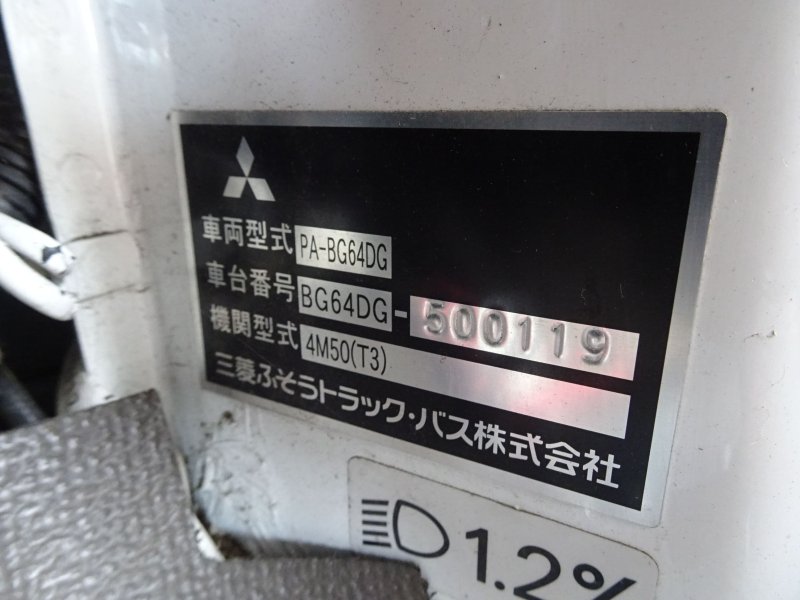 車両型式 PA-BG64DG
車台番号 BG64DG-500119
機関型式 4M50(T3)
三菱ふそうトラック・バス株式会社
1.2%